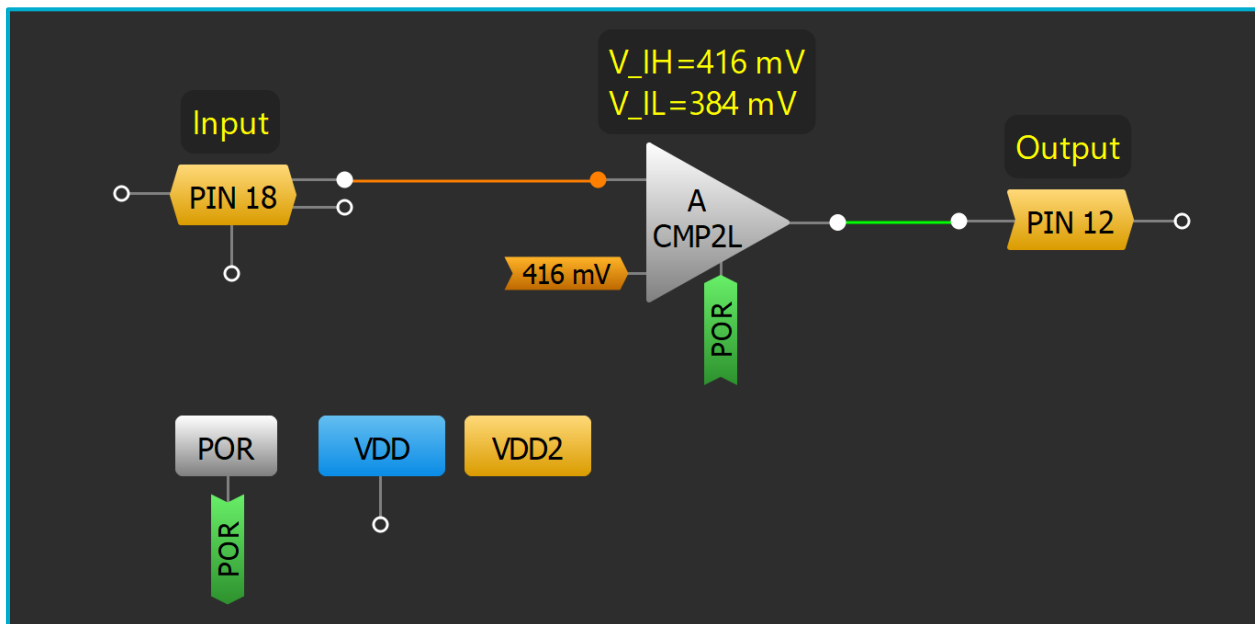 V_IH=416 mV
V_IL=384 mV
Input
Output
PIN 18
A
CMP2L
PIN 12
416 mV
POR
POR
VDD
VDD2
POR